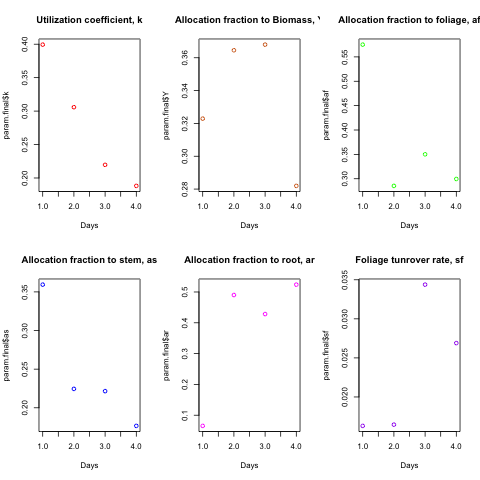 Utilization coefficient, k
param.final$k
0.20 0.25 0.30 0.35 0.40
1.0 2.0 3.0 4.0
Days
Allocation fraction to Biomass, Y
param.final$Y
0.28 0.30 0.32 0.34 0.36
1.0 2.0 3.0 4.0
Days
Allocation fraction to foliage, af
param.final$af
0.30 0.35 0.40 0.45 0.50 0.55
1.0 2.0 3.0 4.0
Days
Allocation fraction to stem, as
param.final$as
0.20 0.25 0.30 0.35
1.0 2.0 3.0 4.0
Days
Allocation fraction to root, ar
param.final$ar
0.1 0.2 0.3 0.4 0.5
1.0 2.0 3.0 4.0
Days
Foliage tunrover rate, sf
param.final$sf
0.020 0.025 0.030 0.035
1.0 2.0 3.0 4.0
Days